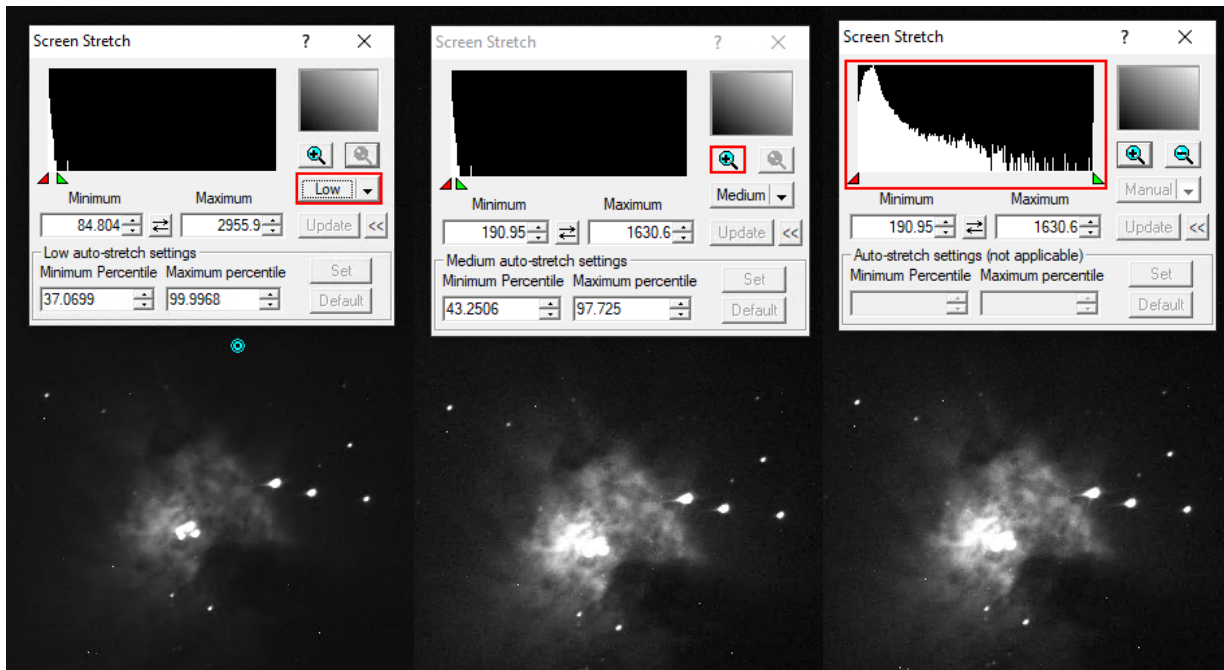 Screen Stretch ?
Low
Minimum Maximum
84.804 2955.9 Update <<
Low auto-stretch settings
Minimum Percentile Maximum percentile Set
37.0699 99.9968 Default
Screen Stretch ?
Medium
Minimum Maximum
190.95 1630.6 Update <<
Medium auto-stretch settings
Minimum Percentile Maximum percentile Set
43.2506 97.725 Default
Screen Stretch ?
Manual
Minimum Maximum
190.95 1630.6 Update <<
Auto-stretch settings (not applicable)
Minimum Percentile Maximum percentile Set
Default